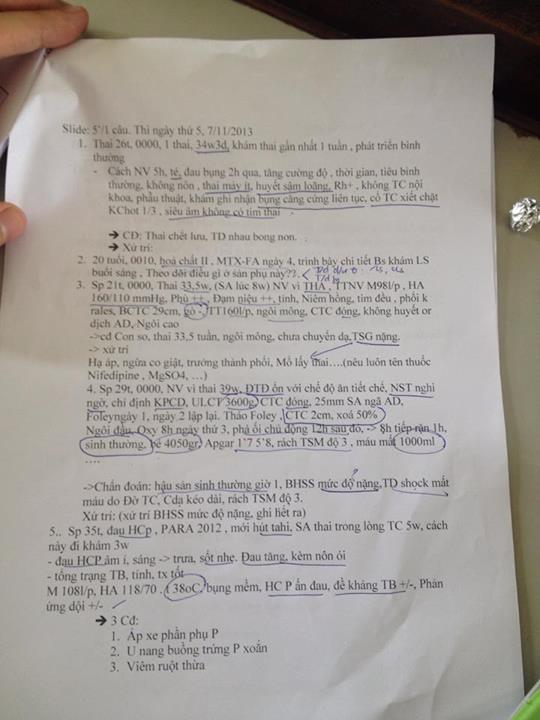 Slide: 5'/1 câu. Thi ngày thứ 5, 7/11/2013
1. Thai 26t, 0000, 1 thai, 34w3d, khám thai gần nhất 1 tuần , phát triển bình
thường
- Cách NV 5h, té, đau bụng 2h qua, tăng cường độ , thời gian, tiêu bình
thường, không nôn , thai máy ít, huyết sậm loãng, Rh+ , không TC nội
khoa, phẫu thuật, khám ghi nhận bụng căng cứng liên tục, cổ TC xiết chặt
KChot 1/3 , siêu âm không có tim thai
➔ CĐ: Thai chết lưu, TD nhau bong non.
➔ Xử trí:
2. 20 tuổi, 0010, hoá chất II , MTX-FA ngày 4, trình bày chi tiết Bs khám LS
buổi sáng , Theo dõi điều gì ở sản phụ này??.
3. Sp 21t, 0000, Thai 33,5w, (SA lúc 8w) NV vì THA , TTNV M98l/p , HA
160/110 mmHg, Phù ++, Đạm niệu ++, tỉnh, Niêm hồng, tim đều , phổi k
rales, BCTC 29cm, gò -, TT160l/p, ngôi mông, CTC đóng, không huyết or
dịch AD, Ngôi cao
->cd Con so, thai 33,5 tuần, ngôi mông, chưa chuyển dạ, TSG nặng.
-> xử trí
Hạ áp, ngừa co giật, trưởng thành phổi, Mổ lấy thai….(nêu luôn tên thuốc
Nifedipine , MgSO4, …)
4. Sp 29t, 0000, NV vì thai 39w, ĐTĐ ổn với chế độ ăn tiết chế, NST nghi
ngờ, chỉ định KPCD, ULCT 3600g, CTC đóng, 25mm SA ngã AD,
Foleyngày 1, ngày 2 lập lại. Tháo Foley , CTC 2cm, xoá 50%
Ngôi đầu, Oxy 8h ngày thứ 3, phá ối chủ động 12h sau đó, -> 8h tiếp rặn 1h,
sinh thường, bé 4050gr, Apgar 1'7 5'8, rách TSM độ 3 , máu mất 1000ml
….
->Chẩn đoán: hậu sản sinh thường giờ 1, BHSS mức độ nặng,TD shock mất
máu do Đờ TC, Cdạ kéo dài, rách TSM độ 3.
Xử trí: (xử trí BHSS mức độ nặng, ghi hết ra)
5.. Sp 35t, đau HCp , PARA 2012 , mới hút tahi, SA thai trong lòng TC 5w, cách
này đi khám 3w
- đau HCP âm i, sáng -> trưa, sốt nhẹ. Đau tăng, kèm nôn ói
- tổng trạng TB, tỉnh, tx tốt
M 108l/p, HA 118/70 . 38oC, bụng mềm, HC P ấn đau, đề kháng TB +/-, Phản
ứng dội +/-
➔ 3 Cđ:
1. Áp xe phần phụ P
2. U nang buồng trứng P xoắn
3. Viêm ruột thừa